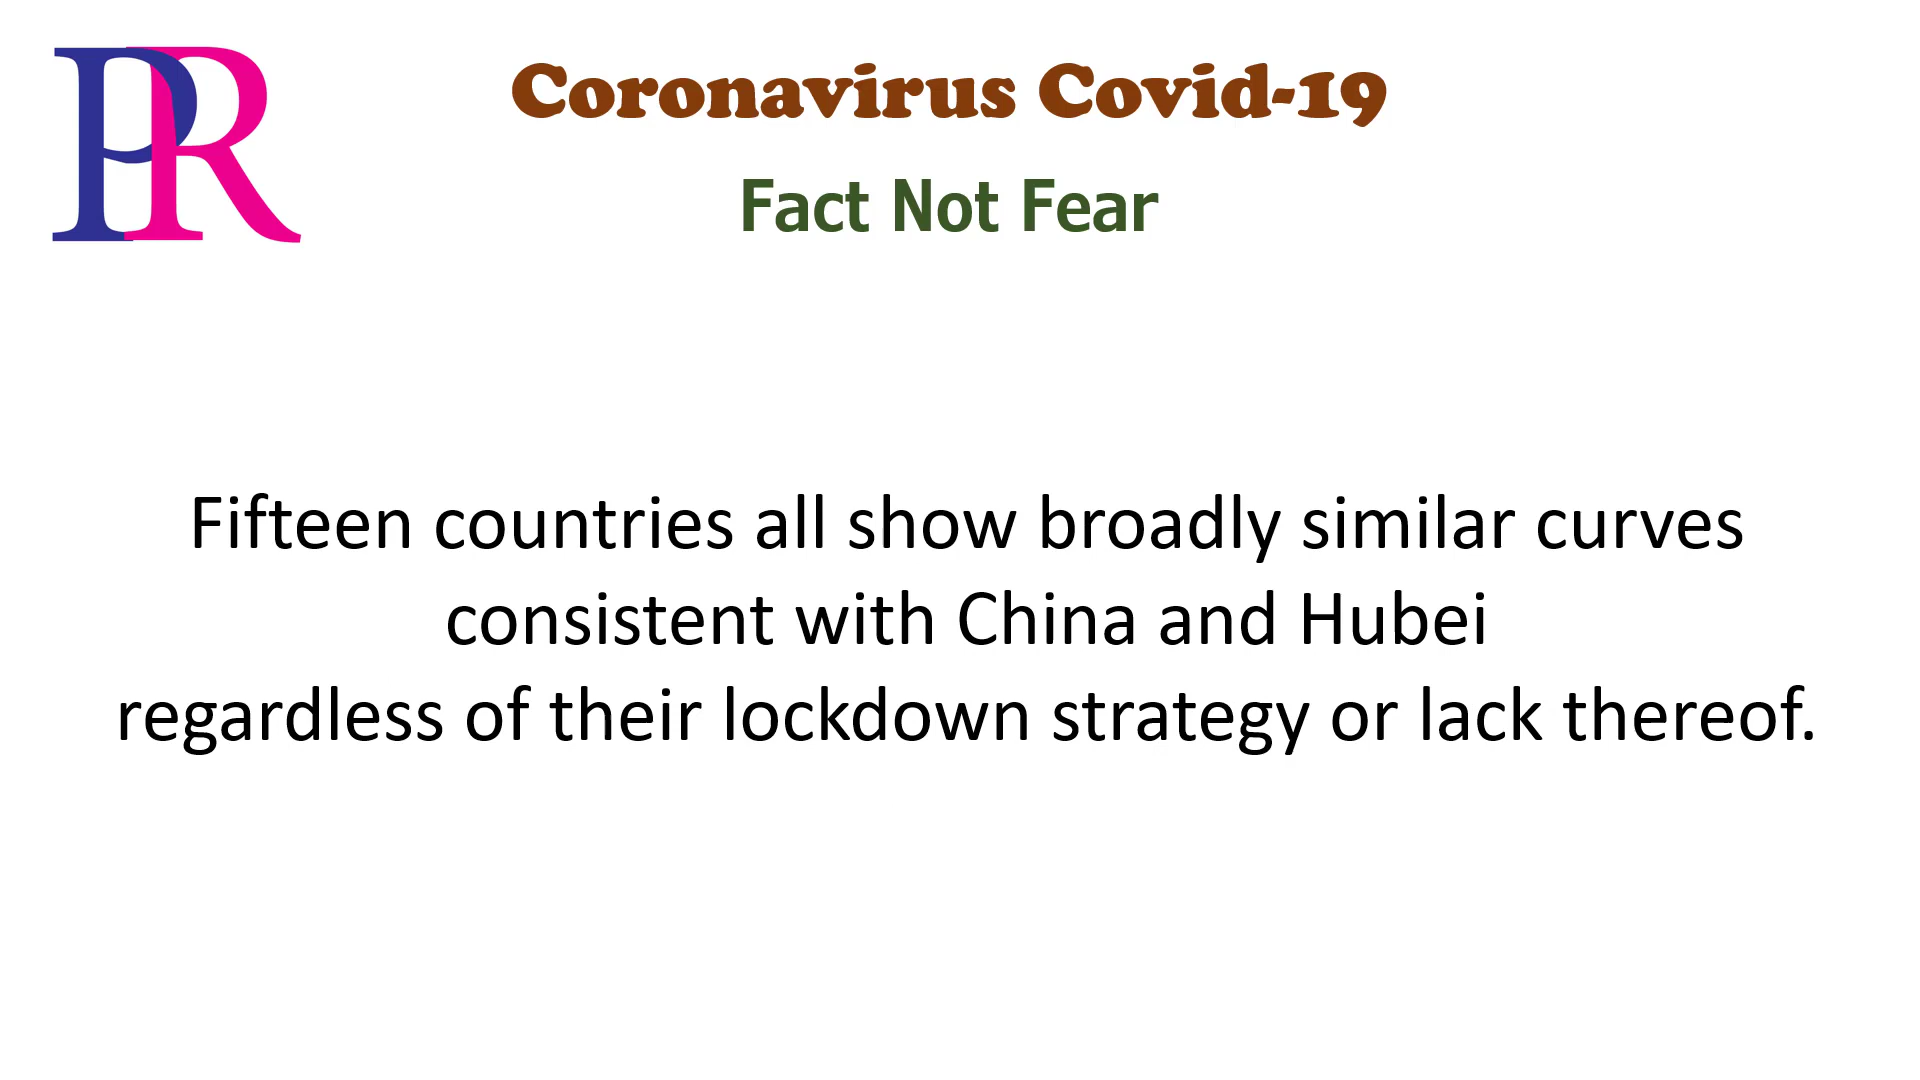 PR
Coronavirus Covid-19
Fact Not Fear
Fifteen countries all show broadly similar curves
consistent with China and Hubei
regardless of their lockdown strategy or lack thereof.